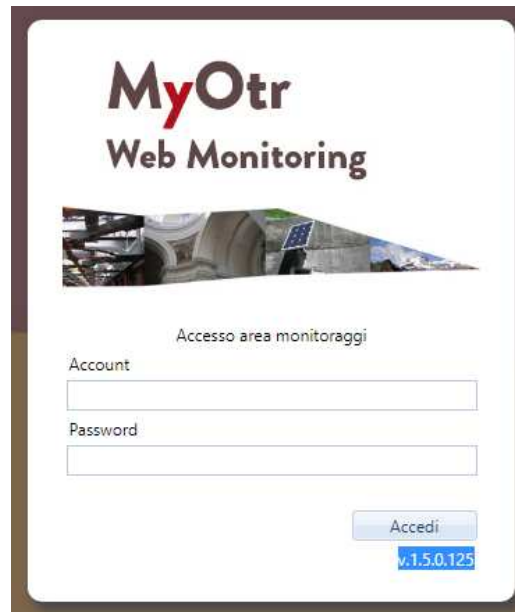 MyOtr
Web Monitoring
Accesso area monitoraggi
Account
Password
Accedi
v.1.5.0.125